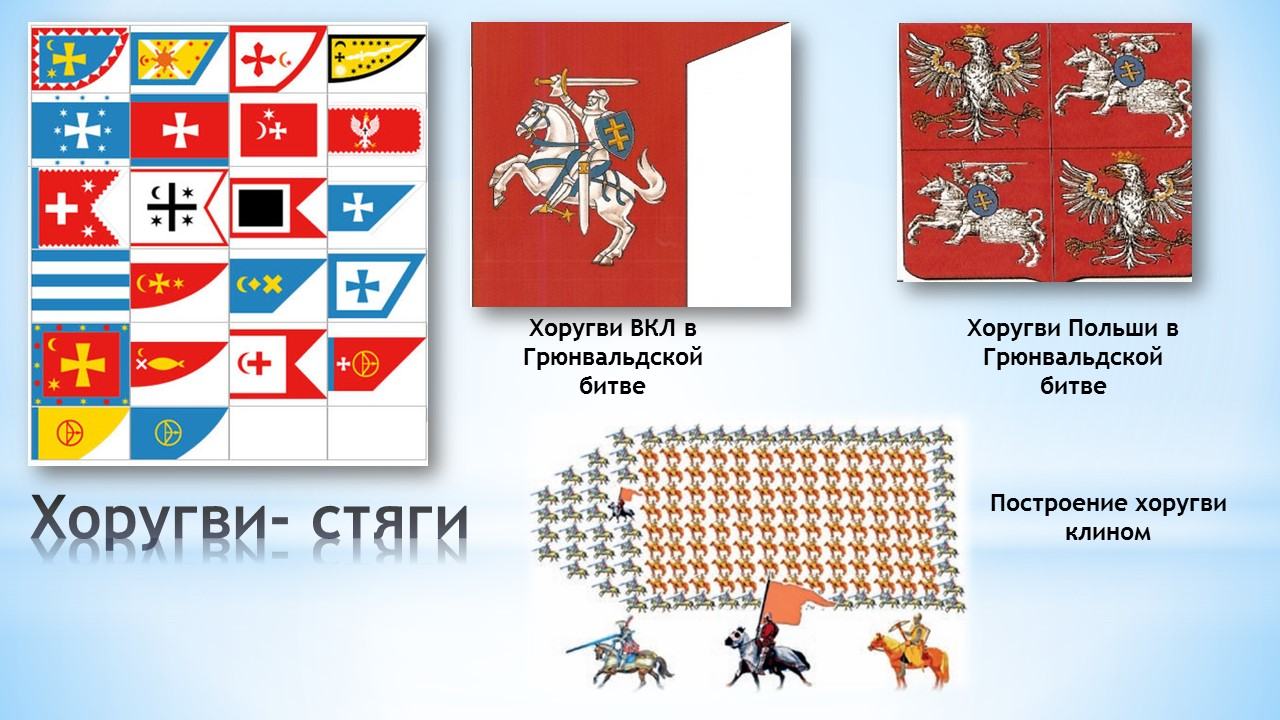 Хоругви ВКЛ в
Грюнвальдской
битве
Хоругви Польши в
Грюнвальдской
битве
Хоругви- стяги
Построение хоругви
клином